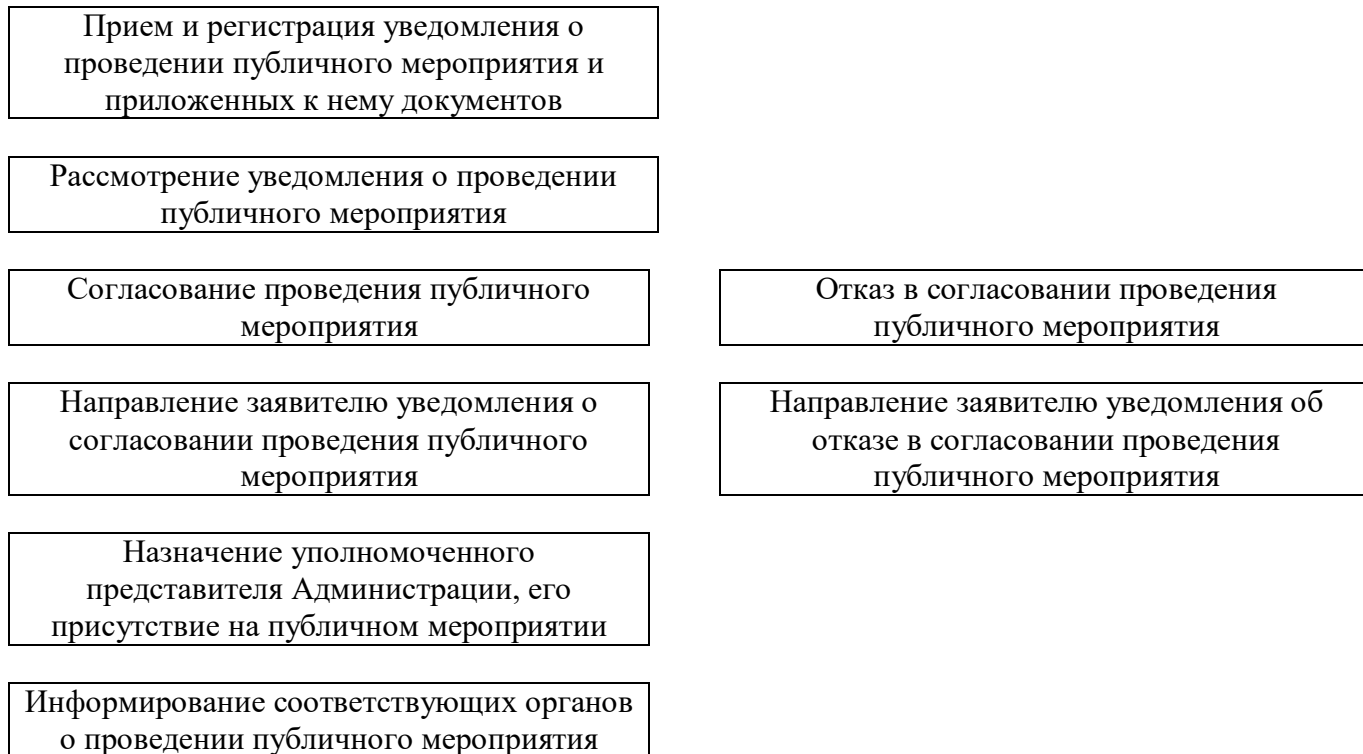 Прием и регистрация уведомления о
проведении публичного мероприятия и
приложенных к нему документов
Рассмотрение уведомления о проведении
публичного мероприятия
Согласование проведения публичного
мероприятия
Отказ в согласовании проведения
публичного мероприятия
Направление заявителю уведомления о
согласовании проведения публичного
мероприятия
Направление заявителю уведомления об
отказе в согласовании проведения
публичного мероприятия
Назначение уполномоченного
представителя Администрации, его
присутствие на публичном мероприятии
Информирование соответствующих органов
о проведении публичного мероприятия